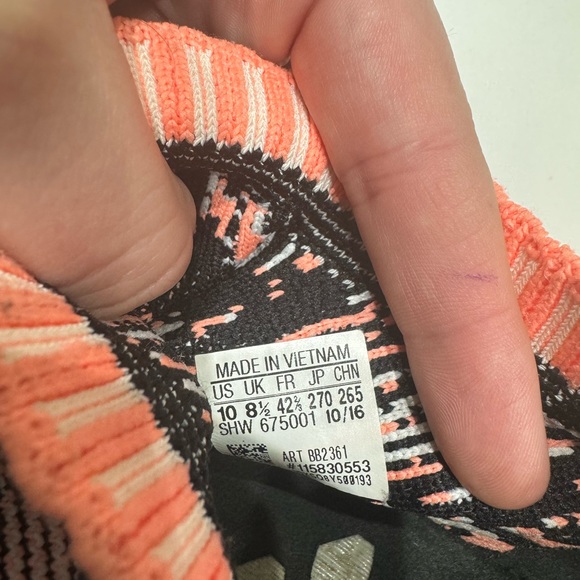 MADE IN VIETNAM
US UK FR JP CHN
10 8½ 42⅔ 270 265
SHW 675001 10/16
ART BB2361
#115830553